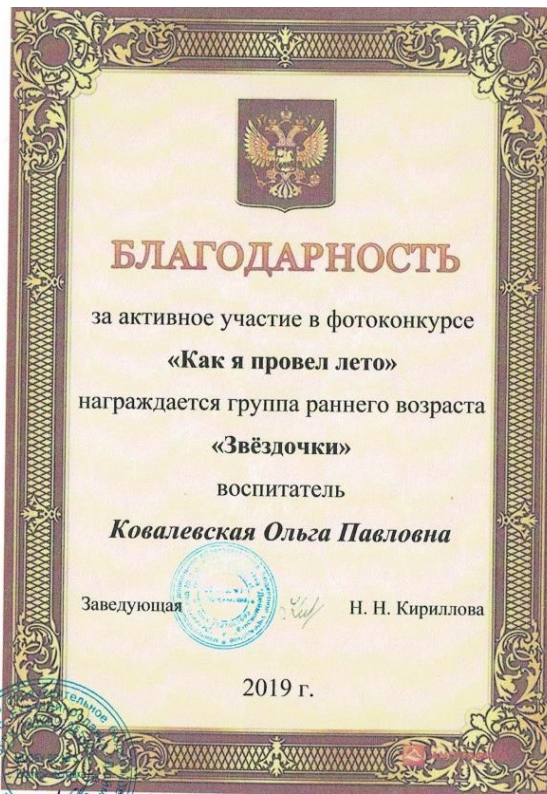 БЛАГОДАРНОСТЬ
за активное участие в фотоконкурсе
«Как я провел лето»
награждается группа раннего возраста
«Звёздочки»
воспитатель
Ковалевская Ольга Павловна
Заведующая Н. Н. Кириллова
2019 г.